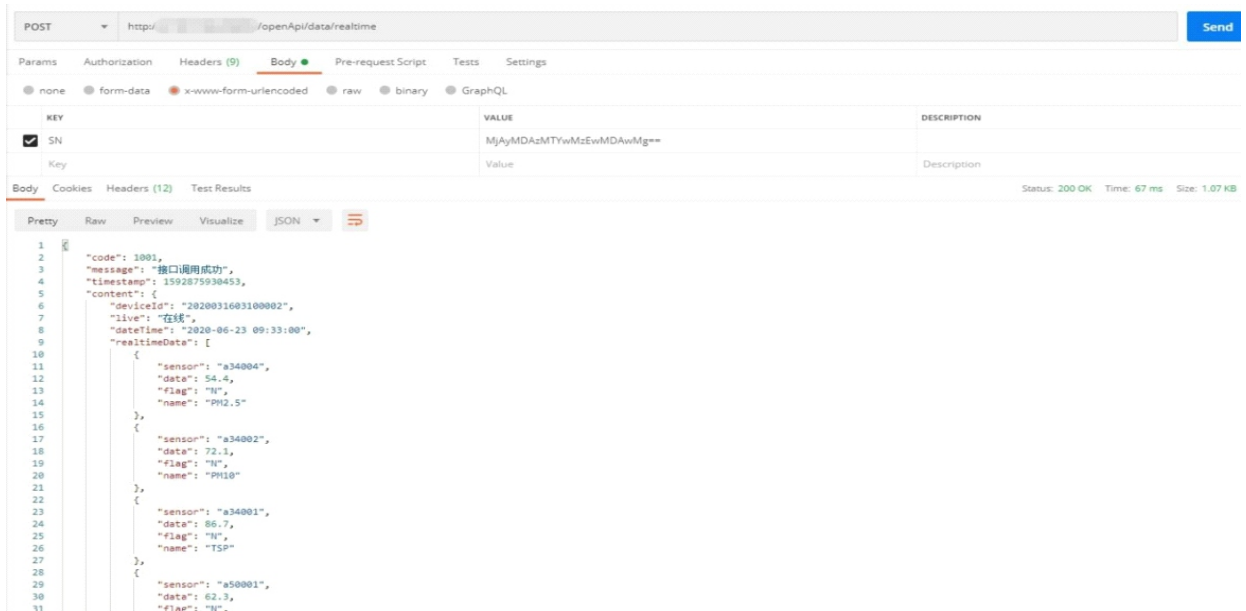 POST http:/ /openApi/data/realtime Send
Params Authorization Headers (9) Body Pre-request Script Tests Settings
none form-data x-www-form-urlencoded raw binary GraphQL
KEY VALUE DESCRIPTION
SN MjAyMDAzMTYwMzEwMDAwMg==
Key Value Description
Body Cookies Headers (12) Test Results Status: 200 OK Time: 67 ms Size: 1.07 KB
Pretty Raw Preview Visualize JSON
1 {
2 "code": 1001,
3 "message": "接口调用成功",
4 "timestamp": 1592875930453,
5 "content": {
6 "deviceId": "2020031603100002",
7 "live": "在线",
8 "dateTime": "2020-06-23 09:33:00",
9 "realtimeData": [
10 {
11 "sensor": "a34004",
12 "data": 54.4,
13 "flag": "N",
14 "name": "PM2.5"
15 },
16 {
17 "sensor": "a34002",
18 "data": 72.1,
19 "flag": "N",
20 "name": "PM10"
21 },
22 {
23 "sensor": "a34001",
24 "data": 86.7,
25 "flag": "N",
26 "name": "TSP"
27 },
28 {
29 "sensor": "a50001",
30 "data": 62.3,
31 "flag": "N",